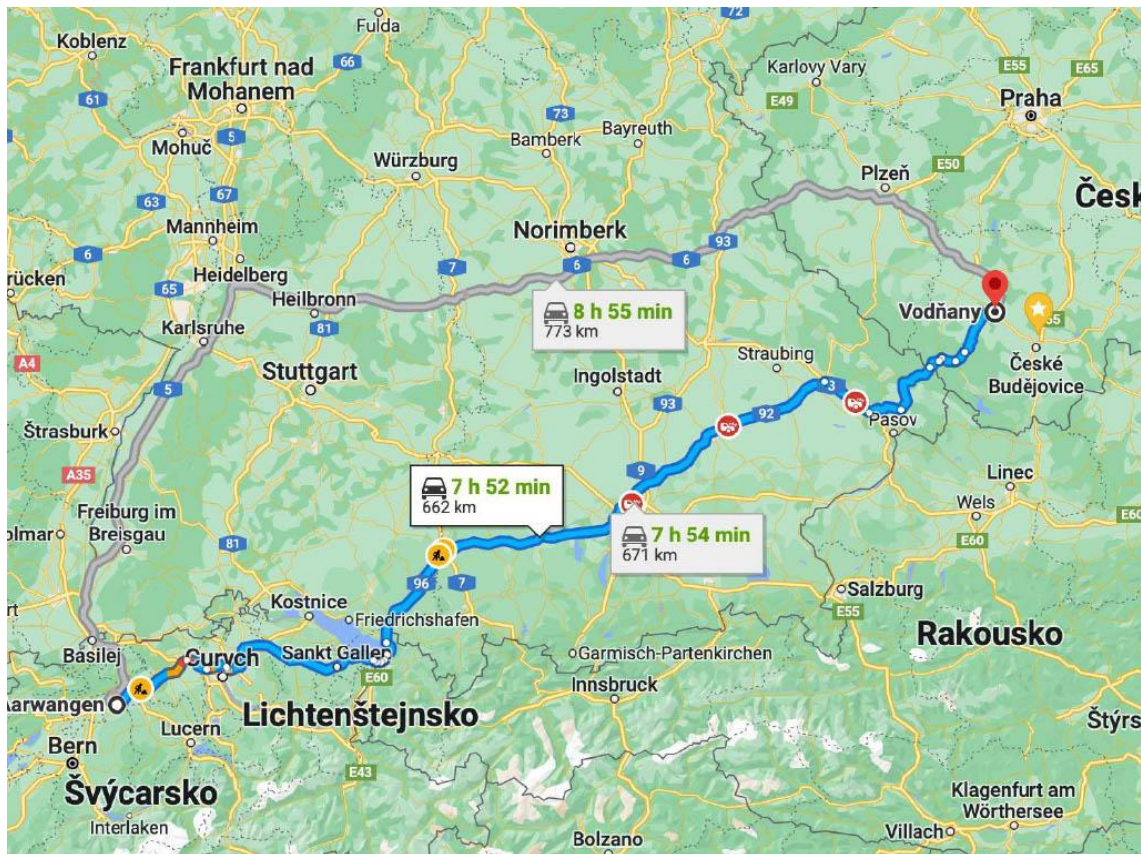 72
Fulda
Koblenz
E55
E65
66
Karlovy Vary
Frankfurt nad
Mohanem
61
E49
Praha
73
Bamberk
Bayreuth
5
Mohuč
Würzburg
E50
Plzeň
67
63
Česk
Mannheim
Norimberk
93
6
7
6
6
rücken
Heidelberg
65
Heilbronn
8 h 55 min
773 km
Vodňany
81
Karlsruhe
55
A4
Straubing
České
Budějovice
Stuttgart
Ingolstadt
3
5
93
92
Štrasburk
Pasov
A35
9
Linec
7 h 52 min
662 km
Wels
Freiburg im
Breisgau
E60
olmar
7 h 54 min
671 km
E60
81
96
7
Salzburg
Kostnice
Friedrichshafen
E55
Rakousko
Basilej
Curych
Sankt Gallen
Garmisch-Partenkirchen
E60
Innsbruck
Aarwangen
Lichtenštejnsko
Štýrs
Lucern
Bern
E43
Švýcarsko
Klagenfurt am
Wörthersee
Interlaken
Villach
Bolzano